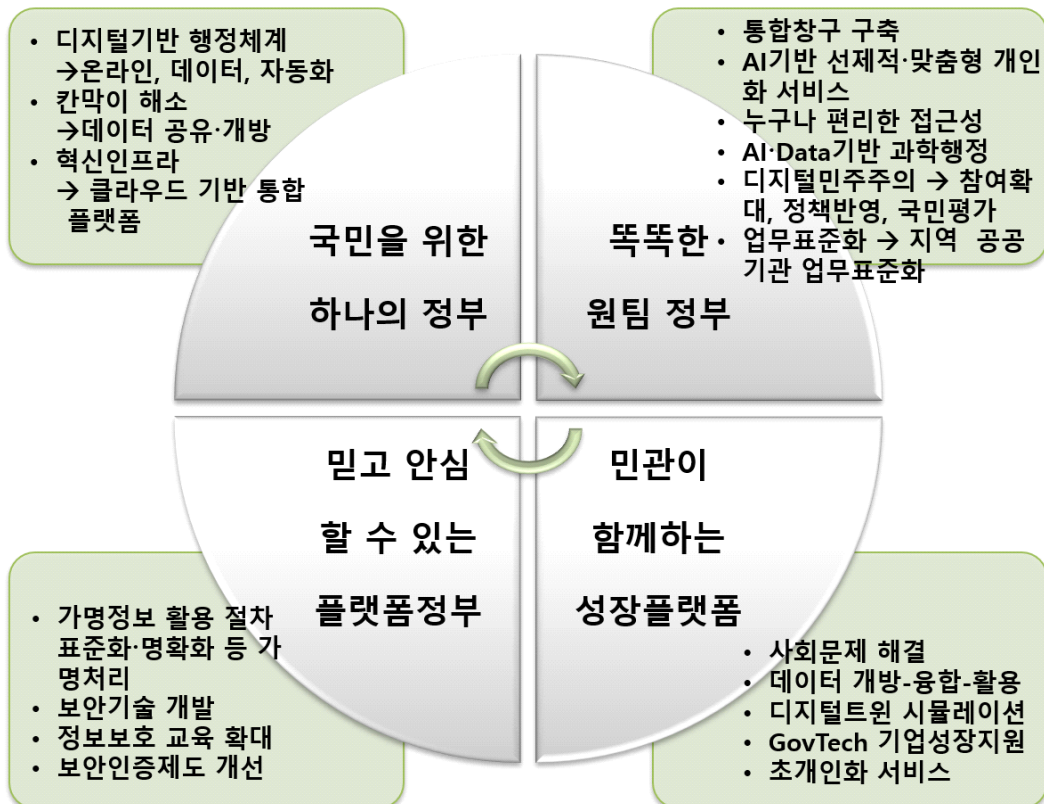 • 디지털기반 행정체계
→온라인, 데이터, 자동화
• 칸막이 해소
→데이터 공유·개방
• 혁신인프라
→ 클라우드 기반 통합
플랫폼
• 통합창구 구축
• AI기반 선제적·맞춤형 개인
화 서비스
• 누구나 편리한 접근성
• AI·Data기반 과학행정
• 디지털민주주의 → 참여확
대, 정책반영, 국민평가
• 업무표준화 → 지역 공공
기관 업무표준화
국민을 위한
하나의 정부
똑똑한
원팀 정부
믿고 안심
할 수 있는
플랫폼정부
민관이
함께하는
성장플랫폼
• 가명정보 활용 절차
표준화·명확화 등 가
명처리
• 보안기술 개발
• 정보보호 교육 확대
• 보안인증제도 개선
• 사회문제 해결
• 데이터 개방-융합-활용
• 디지털트윈 시뮬레이션
• GovTech 기업성장지원
• 초개인화 서비스